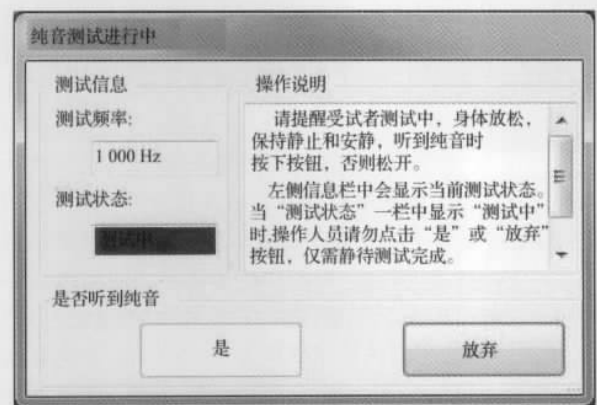 纯音测试进行中
测试信息
测试频率:
1 000 Hz
测试状态:
测试中
操作说明
请提醒受试者测试中，身体放松，
保持静止和安静，听到纯音时
按下按钮，否则松开。
左侧信息栏中会显示当前测试状态。
当“测试状态”一栏中显示“测试中”
时,操作人员请勿点击“是”或“放弃”
按钮，仅需静待测试完成。
是否听到纯音
是
放弃